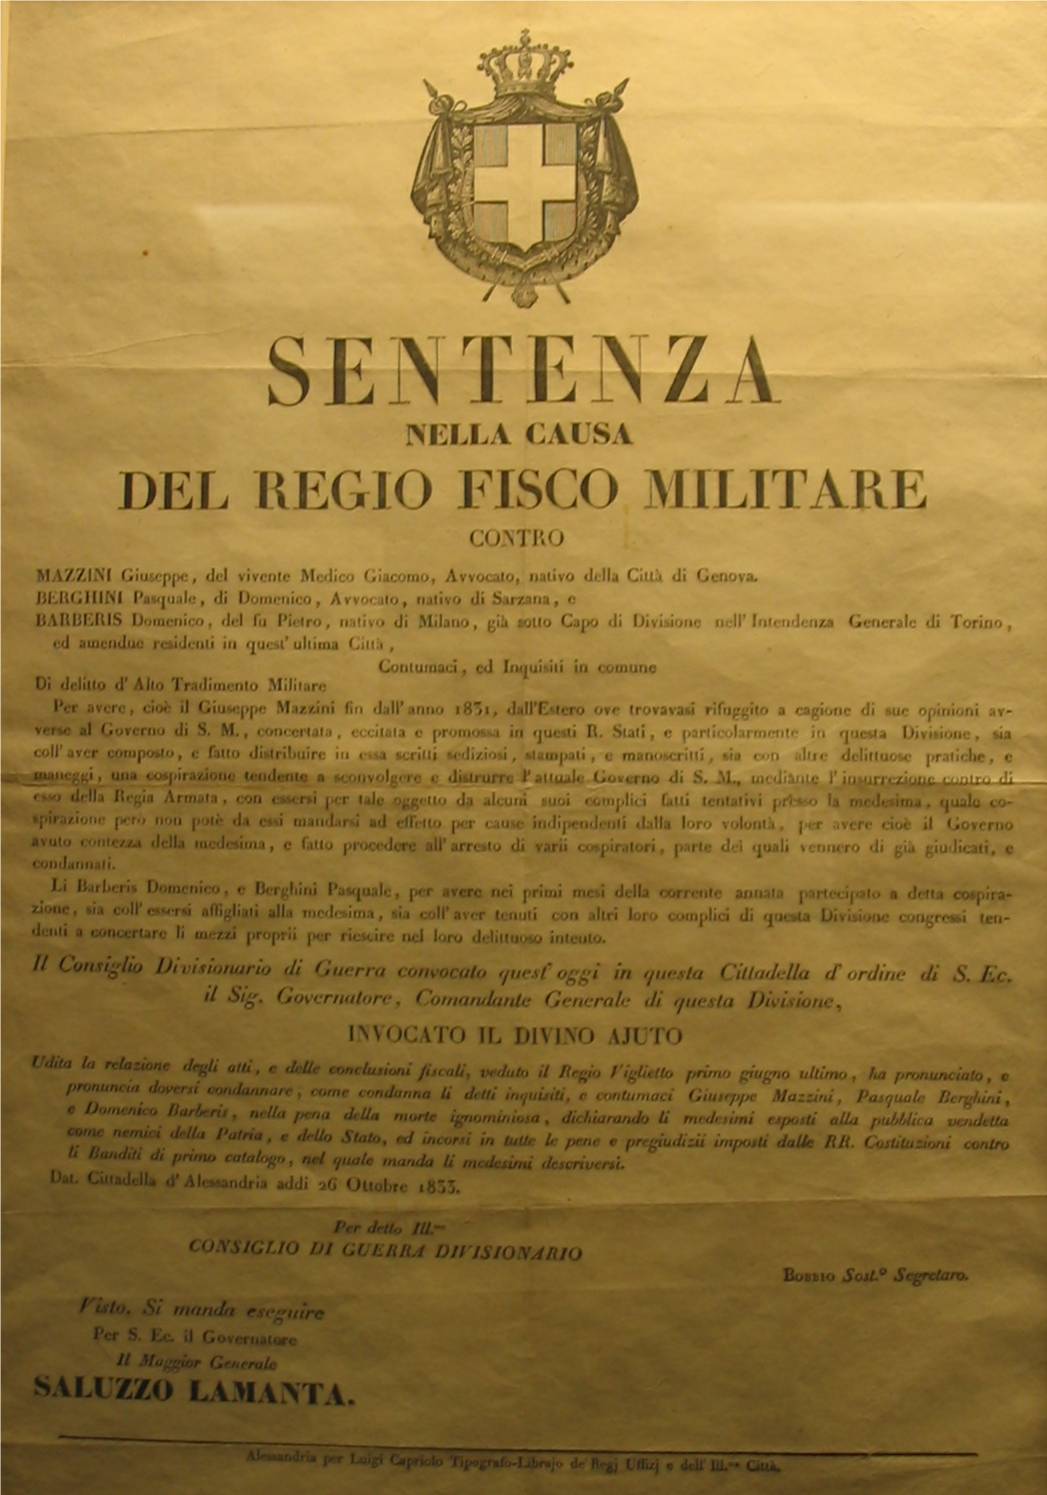 SENTENZA
NELLA CAUSA
DEL REGIO FISCO MILITARE
CONTRO
MAZZINI Giuseppe, del vivente Medico Giacomo, Avvocato, nativo della Città di Genova.
BERGHINI Pasquale, di Domenico, Avvocato, nativo di Sarzana, e
BARBERIS Domenico, del fu Pietro, nativo di Milano, già sotto Capo di Divisione nell'Intendenza Generale di Torino,
ed amendue residenti in quest'ultima Città,
Contumaci, ed Inquisiti in comune
Di delitto d'Alto Tradimento Militare
Per avere, cioè il Giuseppe Mazzini fin dall'anno 1831, dall'Estero ove trovavasi rifuggito a cagione di sue opinioni av-
verse al Governo di S. M., concertata, eccitata e promossa in questi R. Stati, e particolarmente in questa Divisione, sia
coll'aver composto, e fatto distribuire in essa scritti sediziosi, stampati, e manoscritti, sia con altre delittuose pratiche, e
maneggi, una cospirazione tendente a sconvolgere e distrurre l'attuale Governo di S. M., mediante l'insurrezione contro di
esso della Regia Armata, con essersi per tale oggetto da alcuni suoi complici fatti tentativi presso la medesima, quale co-
spirazione però non potè da essi mandarsi ad effetto per cause indipendenti dalla loro volontà, per avere cioè il Governo
avuto contezza della medesima, e fatto procedere all'arresto di varii cospiratori, parte dei quali vennero di già giudicati, e
condannati.
Li Barberis Domenico, e Berghini Pasquale, per avere nei primi mesi della corrente annata partecipato a detta cospira-
zione, sia coll'essersi affigliati alla medesima, sia coll'aver tenuti con altri loro complici di questa Divisione congressi ten-
denti a concertare li mezzi proprii per riescire nel loro delittuoso intento.
Il Consiglio Divisionario di Guerra convocato quest'oggi in questa Cittadella d'ordine di S. Ec.
il Sig. Governatore, Comandante Generale di questa Divisione,
INVOCATO IL DIVINO AJUTO
Udita la relazione degli atti, e delle conclusioni fiscali, veduto il Regio Viglietto primo giugno ultimo, ha pronunciato, e
pronuncia doversi condannare, come condanna li detti inquisiti, e contumaci Giuseppe Mazzini, Pasquale Berghini,
e Domenico Barberis, nella pena della morte ignominiosa, dichiarando li medesimi esposti alla pubblica vendetta
come nemici della Patria, e dello Stato, ed incorsi in tutte le pene e pregiudizii imposti dalle RR. Costituzioni contro
li Banditi di primo catalogo, nel quale manda li medesimi descriversi.
Dat. Cittadella d'Alessandria addì 26 Ottobre 1833.
Per detto Ill.mo
CONSIGLIO DI GUERRA DIVISIONARIO
BOBBIO Sost.º Segretaro.
Visto. Si manda eseguire
Per S. Ec. il Governatore
Il Maggior Generale
SALUZZO LAMANTA.
Alessandria per Luigi Capriolo Tipografo-Librajo de' Regj Uffizj e dell' Ill.ma Città.